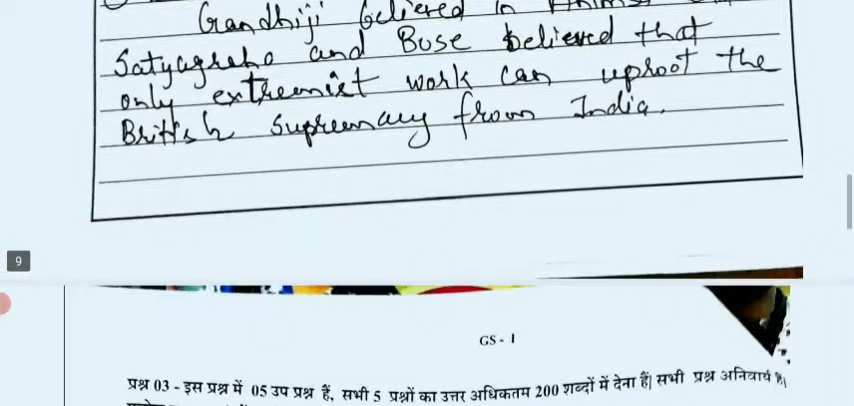 Gandhiji believed in
Satyagreho and Bose believed that
only extremist work can uproot the
British Supremacy from India.
9
GS - I
प्रश्न 03 - इस प्रश्न में 05 उप प्रश्न हैं, सभी 5 प्रश्नों का उत्तर अधिकतम 200 शब्दों में देना हैं| सभी प्रश्न अनिवार्य है|